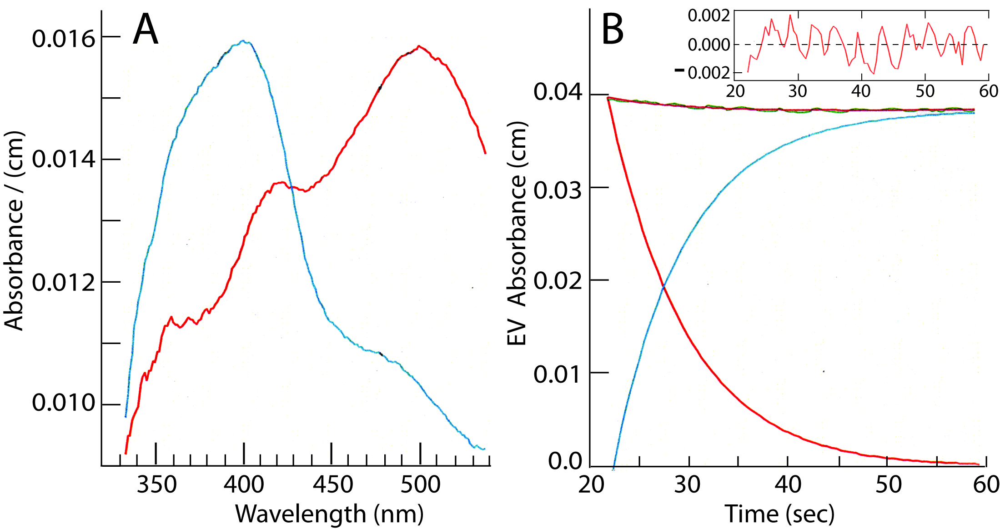 A
0.016
0.014
0.012
0.010
Absorbance / (cm)
350 400 450 500
Wavelength (nm)
B
0.002
0.000
-0.002
20 30 40 50 60
0.04
0.03
0.02
0.01
0.0
EV Absorbance (cm)
20 30 40 50 60
Time (sec)